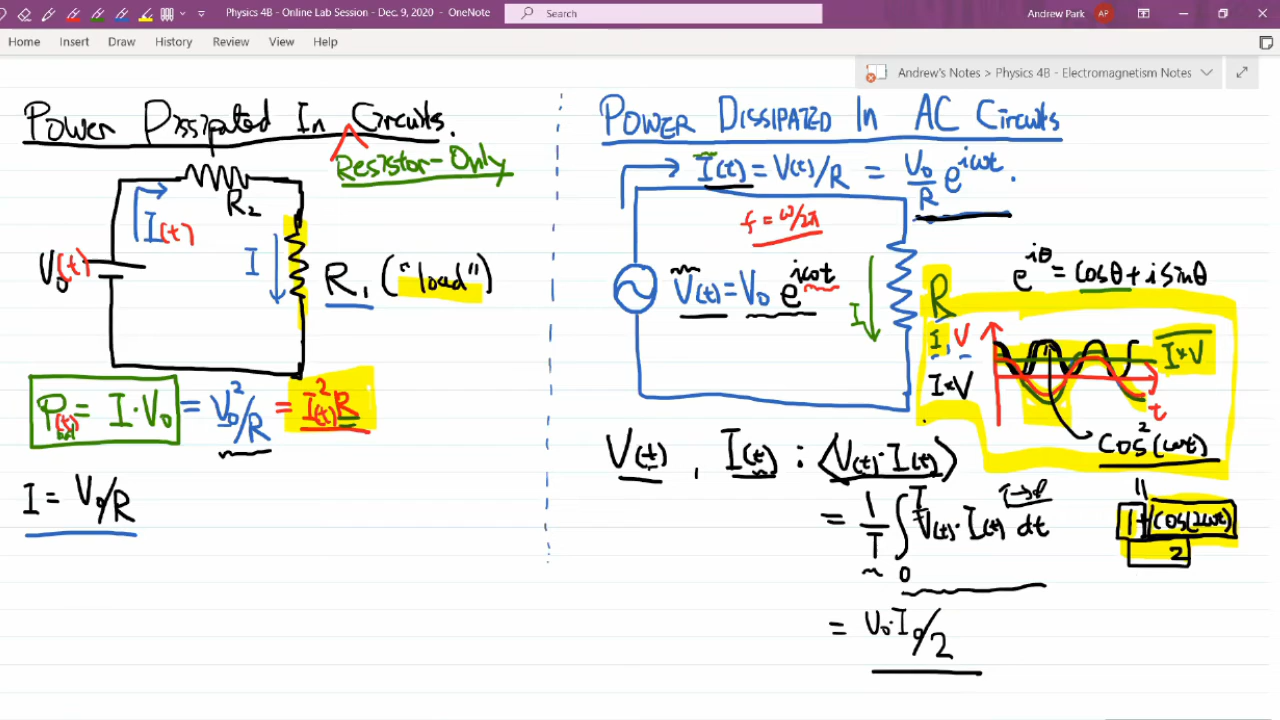 Physics 4B - Online Lab Session - Dec. 9, 2020 - OneNote
Search
Andrew Park
AP
Home Insert Draw History Review View Help
Andrew's Notes > Physics 4B - Electromagnetism Notes
Power Dissipated In Circuits.
Resistor-Only
R₂
I(t)
V₀(t)
I
R₁ ("load")
P(t) = I·V₀ = V₀²/R = I(t)²R
I = V₀/R
POWER DISSIPATED IN AC CIRCUITS
Ĩ(t) = V(t)/R = V₀/R e^{iωt}.
f = ω/2π
Ṽ(t) = V₀ e^{iωt}
I
R
e^{iθ} = cosθ + i sinθ
I, V
I*V
I*V
t
cos²(ωt)
"
1+cos(2ωt)
2
V(t), I(t) : ⟨V(t)·I(t)⟩
= 1/T ∫₀ᵀ V(t)·I(t) dt
= V₀·I₀/2